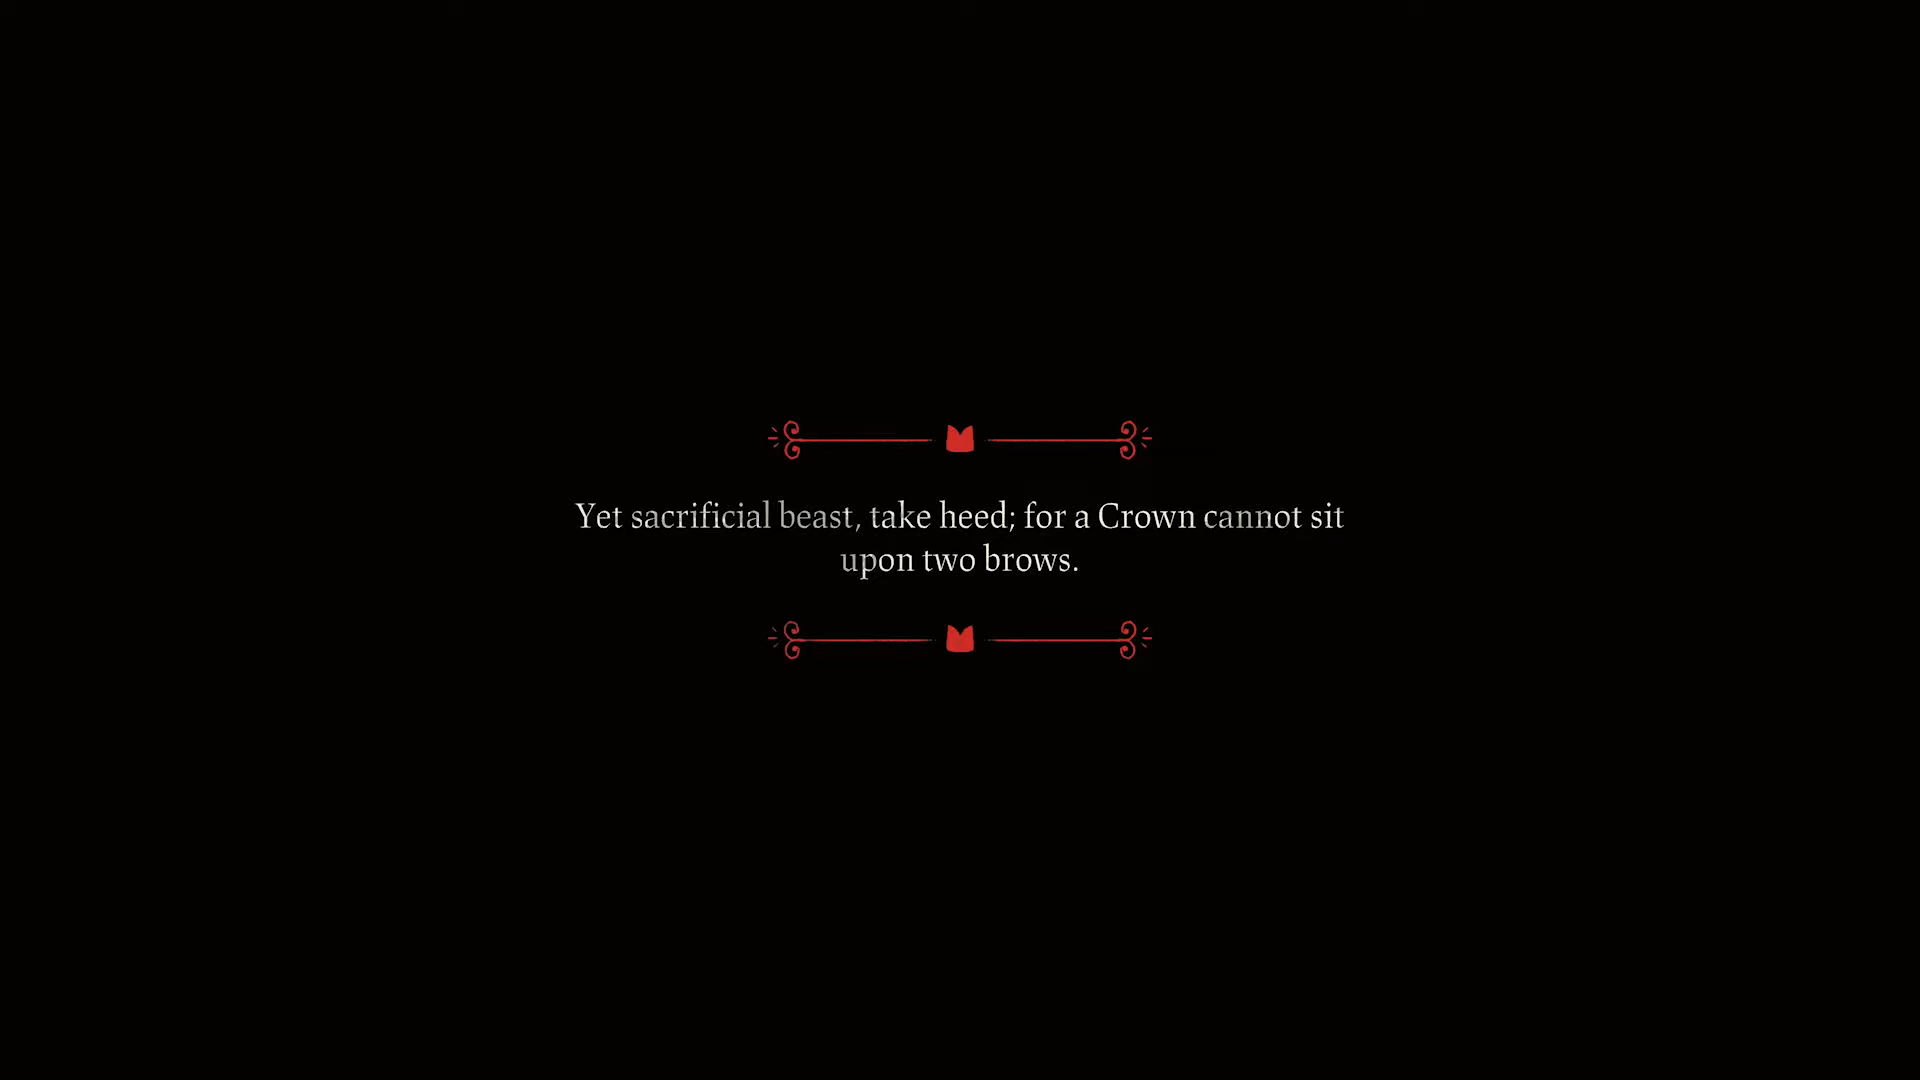 Yet sacrificial beast, take heed; for a Crown cannot sit
upon two brows.